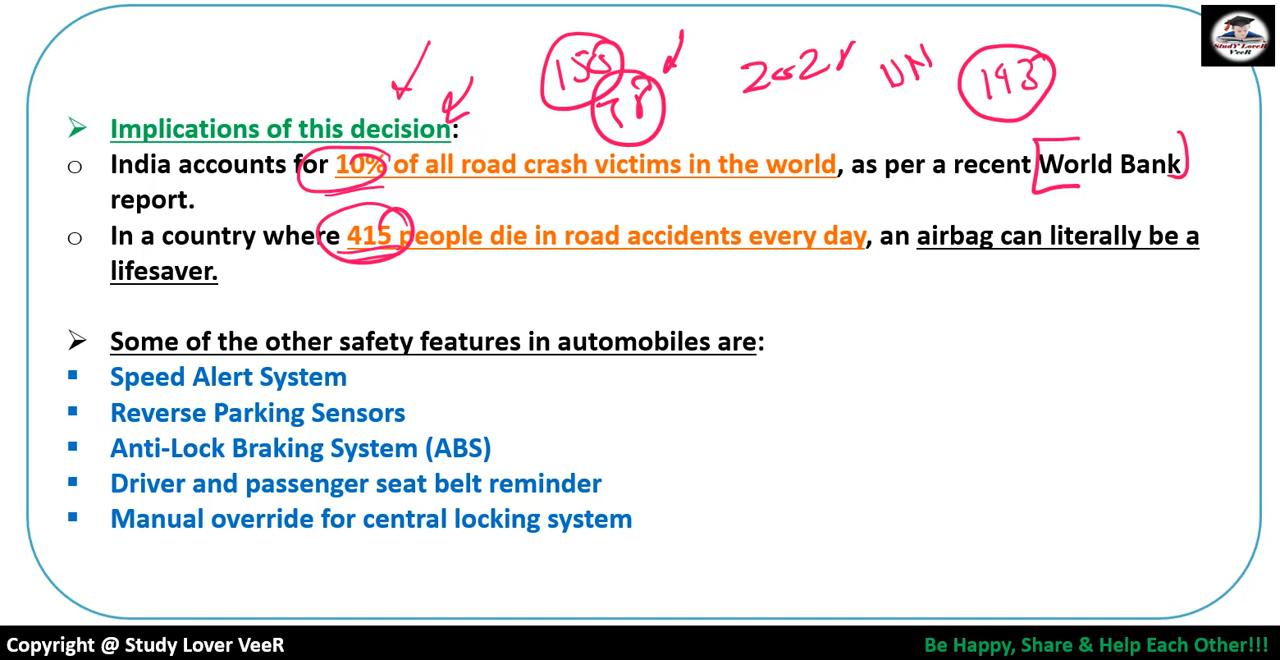 StudY LoveR
VeeR
UN 193
Implications of this decision:
India accounts for 10% of all road crash victims in the world, as per a recent World Bank
report.
In a country where 415 people die in road accidents every day, an airbag can literally be a
lifesaver.
Some of the other safety features in automobiles are:
Speed Alert System
Reverse Parking Sensors
Anti-Lock Braking System (ABS)
Driver and passenger seat belt reminder
Manual override for central locking system
Copyright @ Study Lover VeeR
Be Happy, Share & Help Each Other!!!